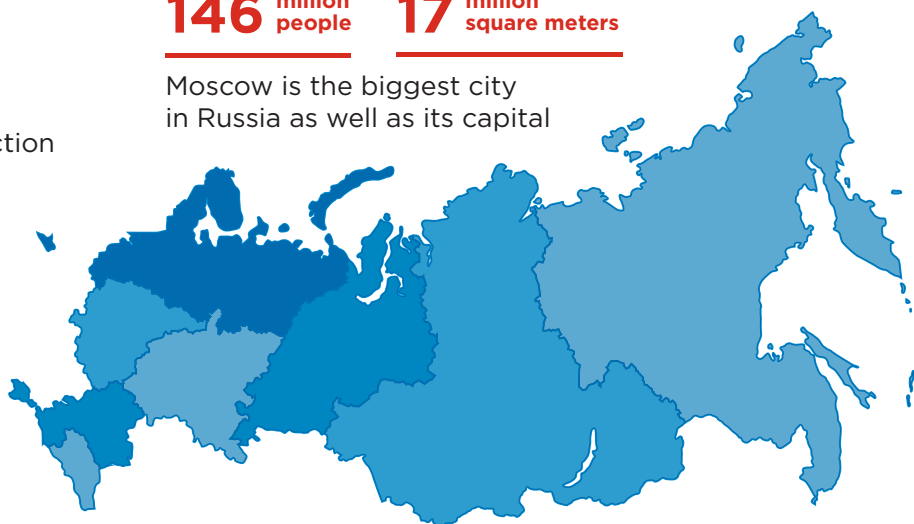 146 million people
17 million square meters
Moscow is the biggest city
in Russia as well as its capital
ction